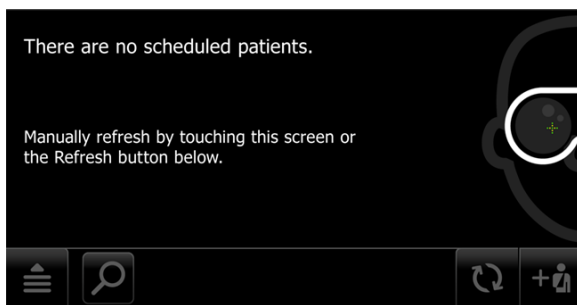 There are no scheduled patients.
Manually refresh by touching this screen or
the Refresh button below.